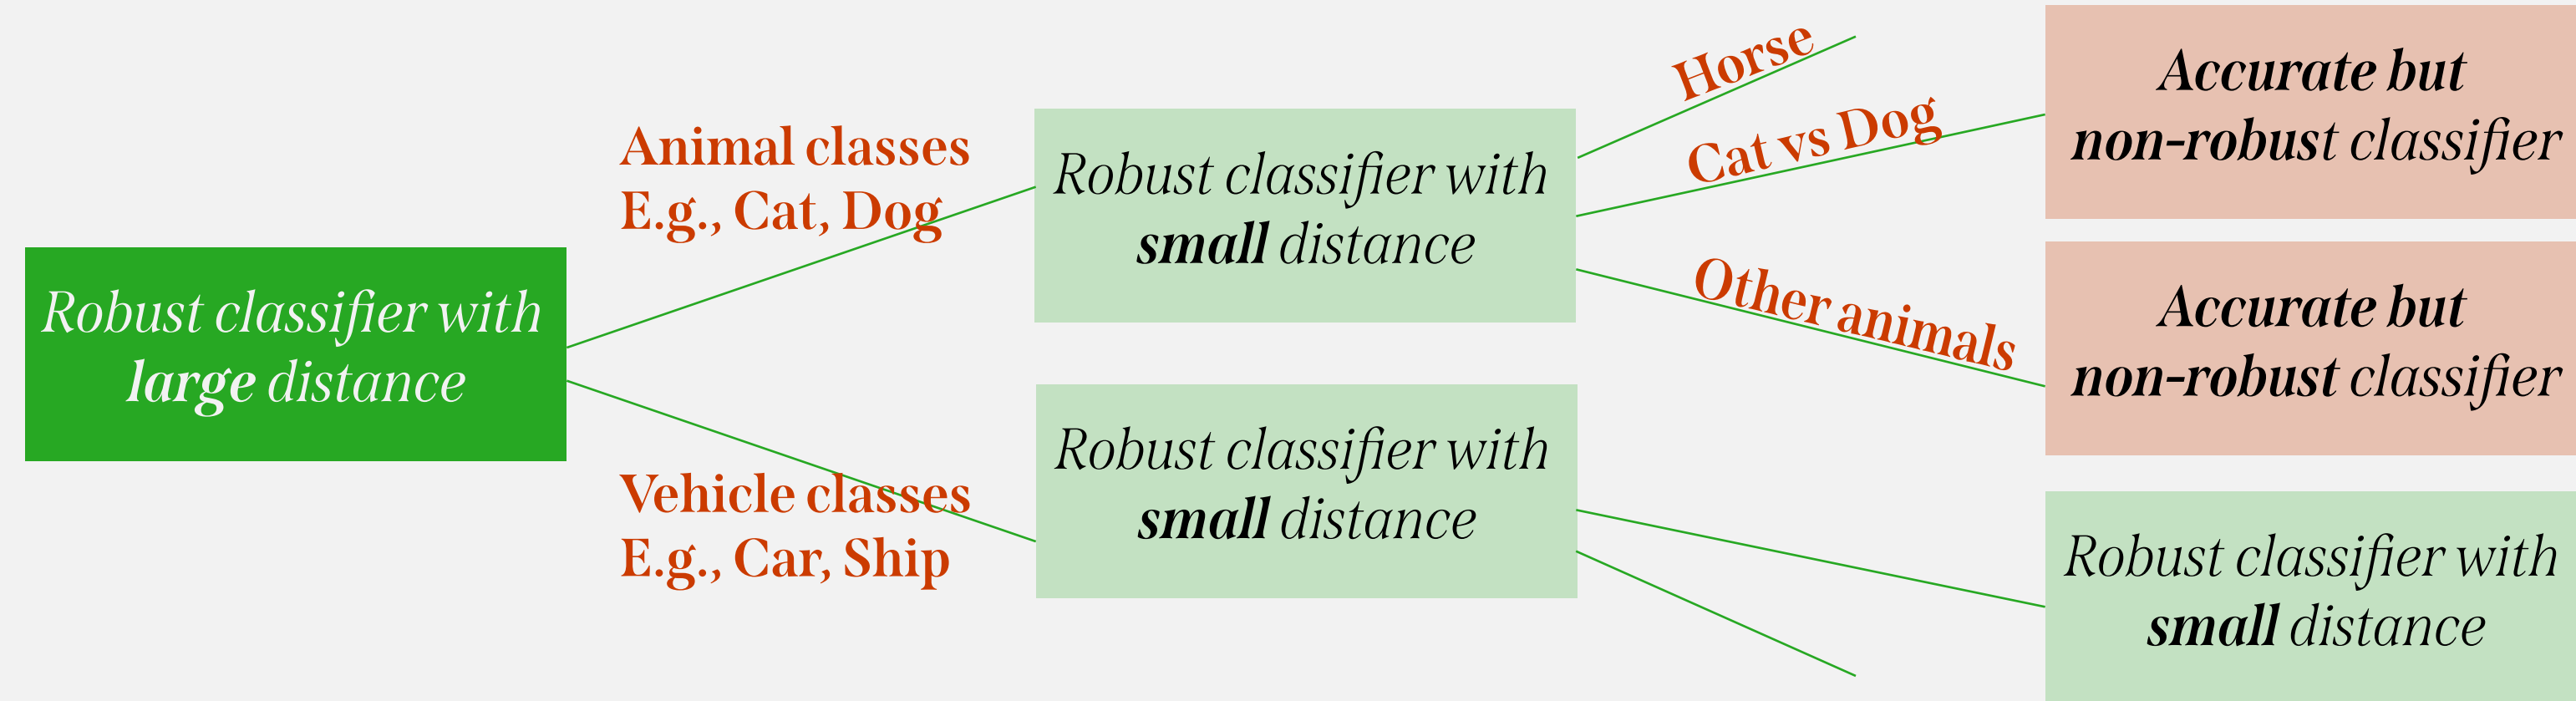 Robust classifier with
large distance
Animal classes
E.g., Cat, Dog
Vehicle classes
E.g., Car, Ship
Robust classifier with
small distance
Robust classifier with
small distance
Horse
Cat vs Dog
Other animals
Accurate but
non-robust classifier
Accurate but
non-robust classifier
Robust classifier with
small distance